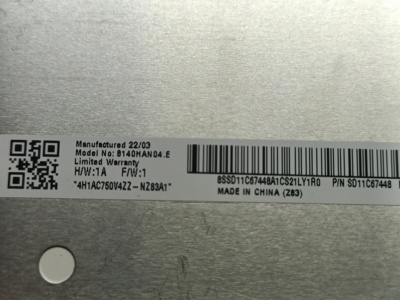 Manufactured 22/03
Model No: B140HAN04.E
Limited Warranty
H/W:1A F/W:1
"4H1AC750V4ZZ-NZ83A1"
8SSD11C67448A1CS21LY1R0 P/N SD11C67448
MADE IN CHINA (Z83)